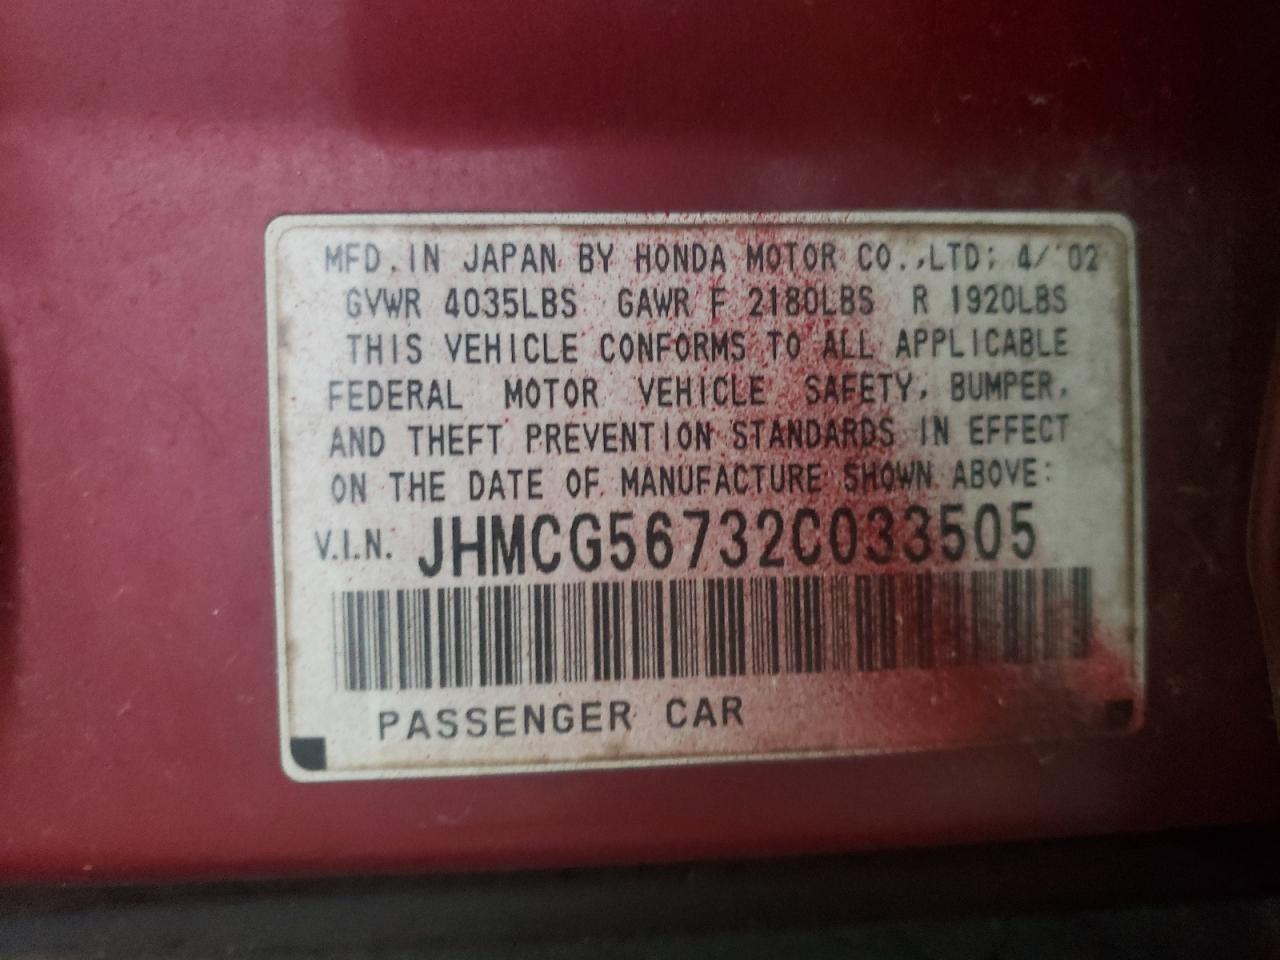 MFD. IN JAPAN BY HONDA MOTOR CO.,LTD; 4/'02
GVWR 4035LBS GAWR F 2180LBS R 1920LBS
THIS VEHICLE CONFORMS TO ALL APPLICABLE
FEDERAL MOTOR VEHICLE SAFETY, BUMPER,
AND THEFT PREVENTION STANDARDS IN EFFECT
ON THE DATE OF MANUFACTURE SHOWN ABOVE:
V.I.N. JHMCG56732C033505
PASSENGER CAR